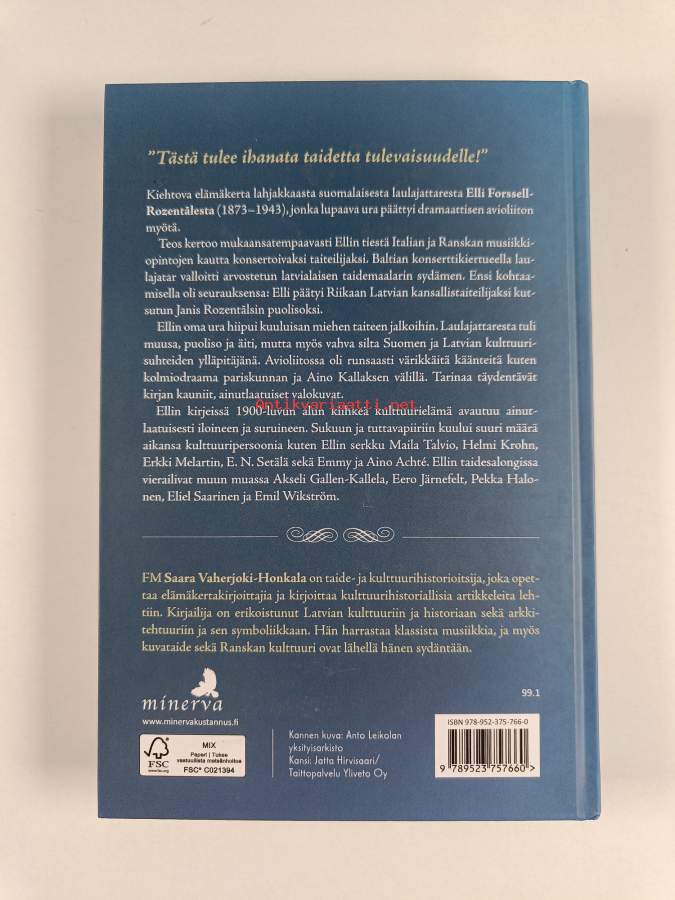 ”Tästä tulee ihanata taidetta tulevaisuudelle!”
Kiehtova elämäkerta lahjakkaasta suomalaisesta laulajattaresta Elli Forssell-
Rozentālesta (1873–1943), jonka lupaava ura päättyi dramaattisen avioliiton
myötä.
Teos kertoo mukaansatempaavasti Ellin tiestä Italian ja Ranskan musiikki-
opintojen kautta konsertoivaksi taiteilijaksi. Baltian konserttikiertueella lau-
lajatar valloitti arvostetun latvialaisen taidemaalarin sydämen. Ensi kohtaa-
misella oli seurauksensa: Elli päätyi Riikaan Latvian kansallistaiteilijaksi kut-
sutun Janis Rozentālsin puolisoksi.
Ellin oma ura hiipui kuuluisan miehen taiteen jalkoihin. Laulajattaresta tuli
muusa, puoliso ja äiti, mutta myös vahva silta Suomen ja Latvian kulttuuri-
suhteiden ylläpitäjänä. Avioliitossa oli runsaasti värikkäitä käänteitä kuten
kolmiodraama pariskunnan ja Aino Kallaksen välillä. Tarinaa täydentävät
kirjan kauniit, ainutlaatuiset valokuvat.
Antikvariaatti.net
Ellin kirjeissä 1900-luvun alun kiihkeä kulttuurielämä avautuu ainut-
laatuisesti iloineen ja suruineen. Sukuun ja tuttavapiiriin kuului suuri määrä
aikansa kulttuuripersoonia kuten Ellin serkku Maila Talvio, Helmi Krohn,
Erkki Melartin, E. N. Setälä sekä Emmy ja Aino Achté. Ellin taidesalongissa
vierailivat muun muassa Akseli Gallen-Kallela, Eero Järnefelt, Pekka Halo-
nen, Eliel Saarinen ja Emil Wikström.
FM Saara Vaherjoki-Honkala on taide- ja kulttuurihistorioitsija, joka opet-
taa elämäkertakirjoittajia ja kirjoittaa kulttuurihistoriallisia artikkeleita leh-
tiin. Kirjailija on erikoistunut Latvian kulttuuriin ja historiaan sekä arkki-
tehtuuriin ja sen symboliikkaan. Hän harrastaa klassista musiikkia, ja myös
kuvataide sekä Ranskan kulttuuri ovat lähellä hänen sydäntään.
minerva
www.minervakustannus.fi
99.1
FSC
www.fsc.org
MIX
Paperi | Tukee
vastuullista metsänhoitoa
FSC® C021394
Kannen kuva: Anto Leikolan
yksityisarkisto
Kansi: Jatta Hirvisaari/
Taittopalvelu Yliveto Oy
ISBN 978-952-375-766-0
9 789523 757660>